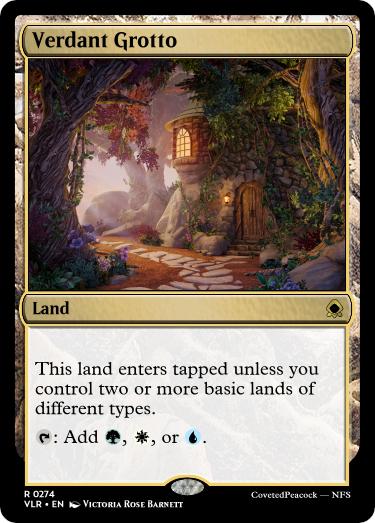 Verdant Grotto
Land
This land enters tapped unless you
control two or more basic lands of
different types.
: Add , , or .
R 0274
VLR • EN Victoria Rose Barnett
CovetedPeacock — NFS